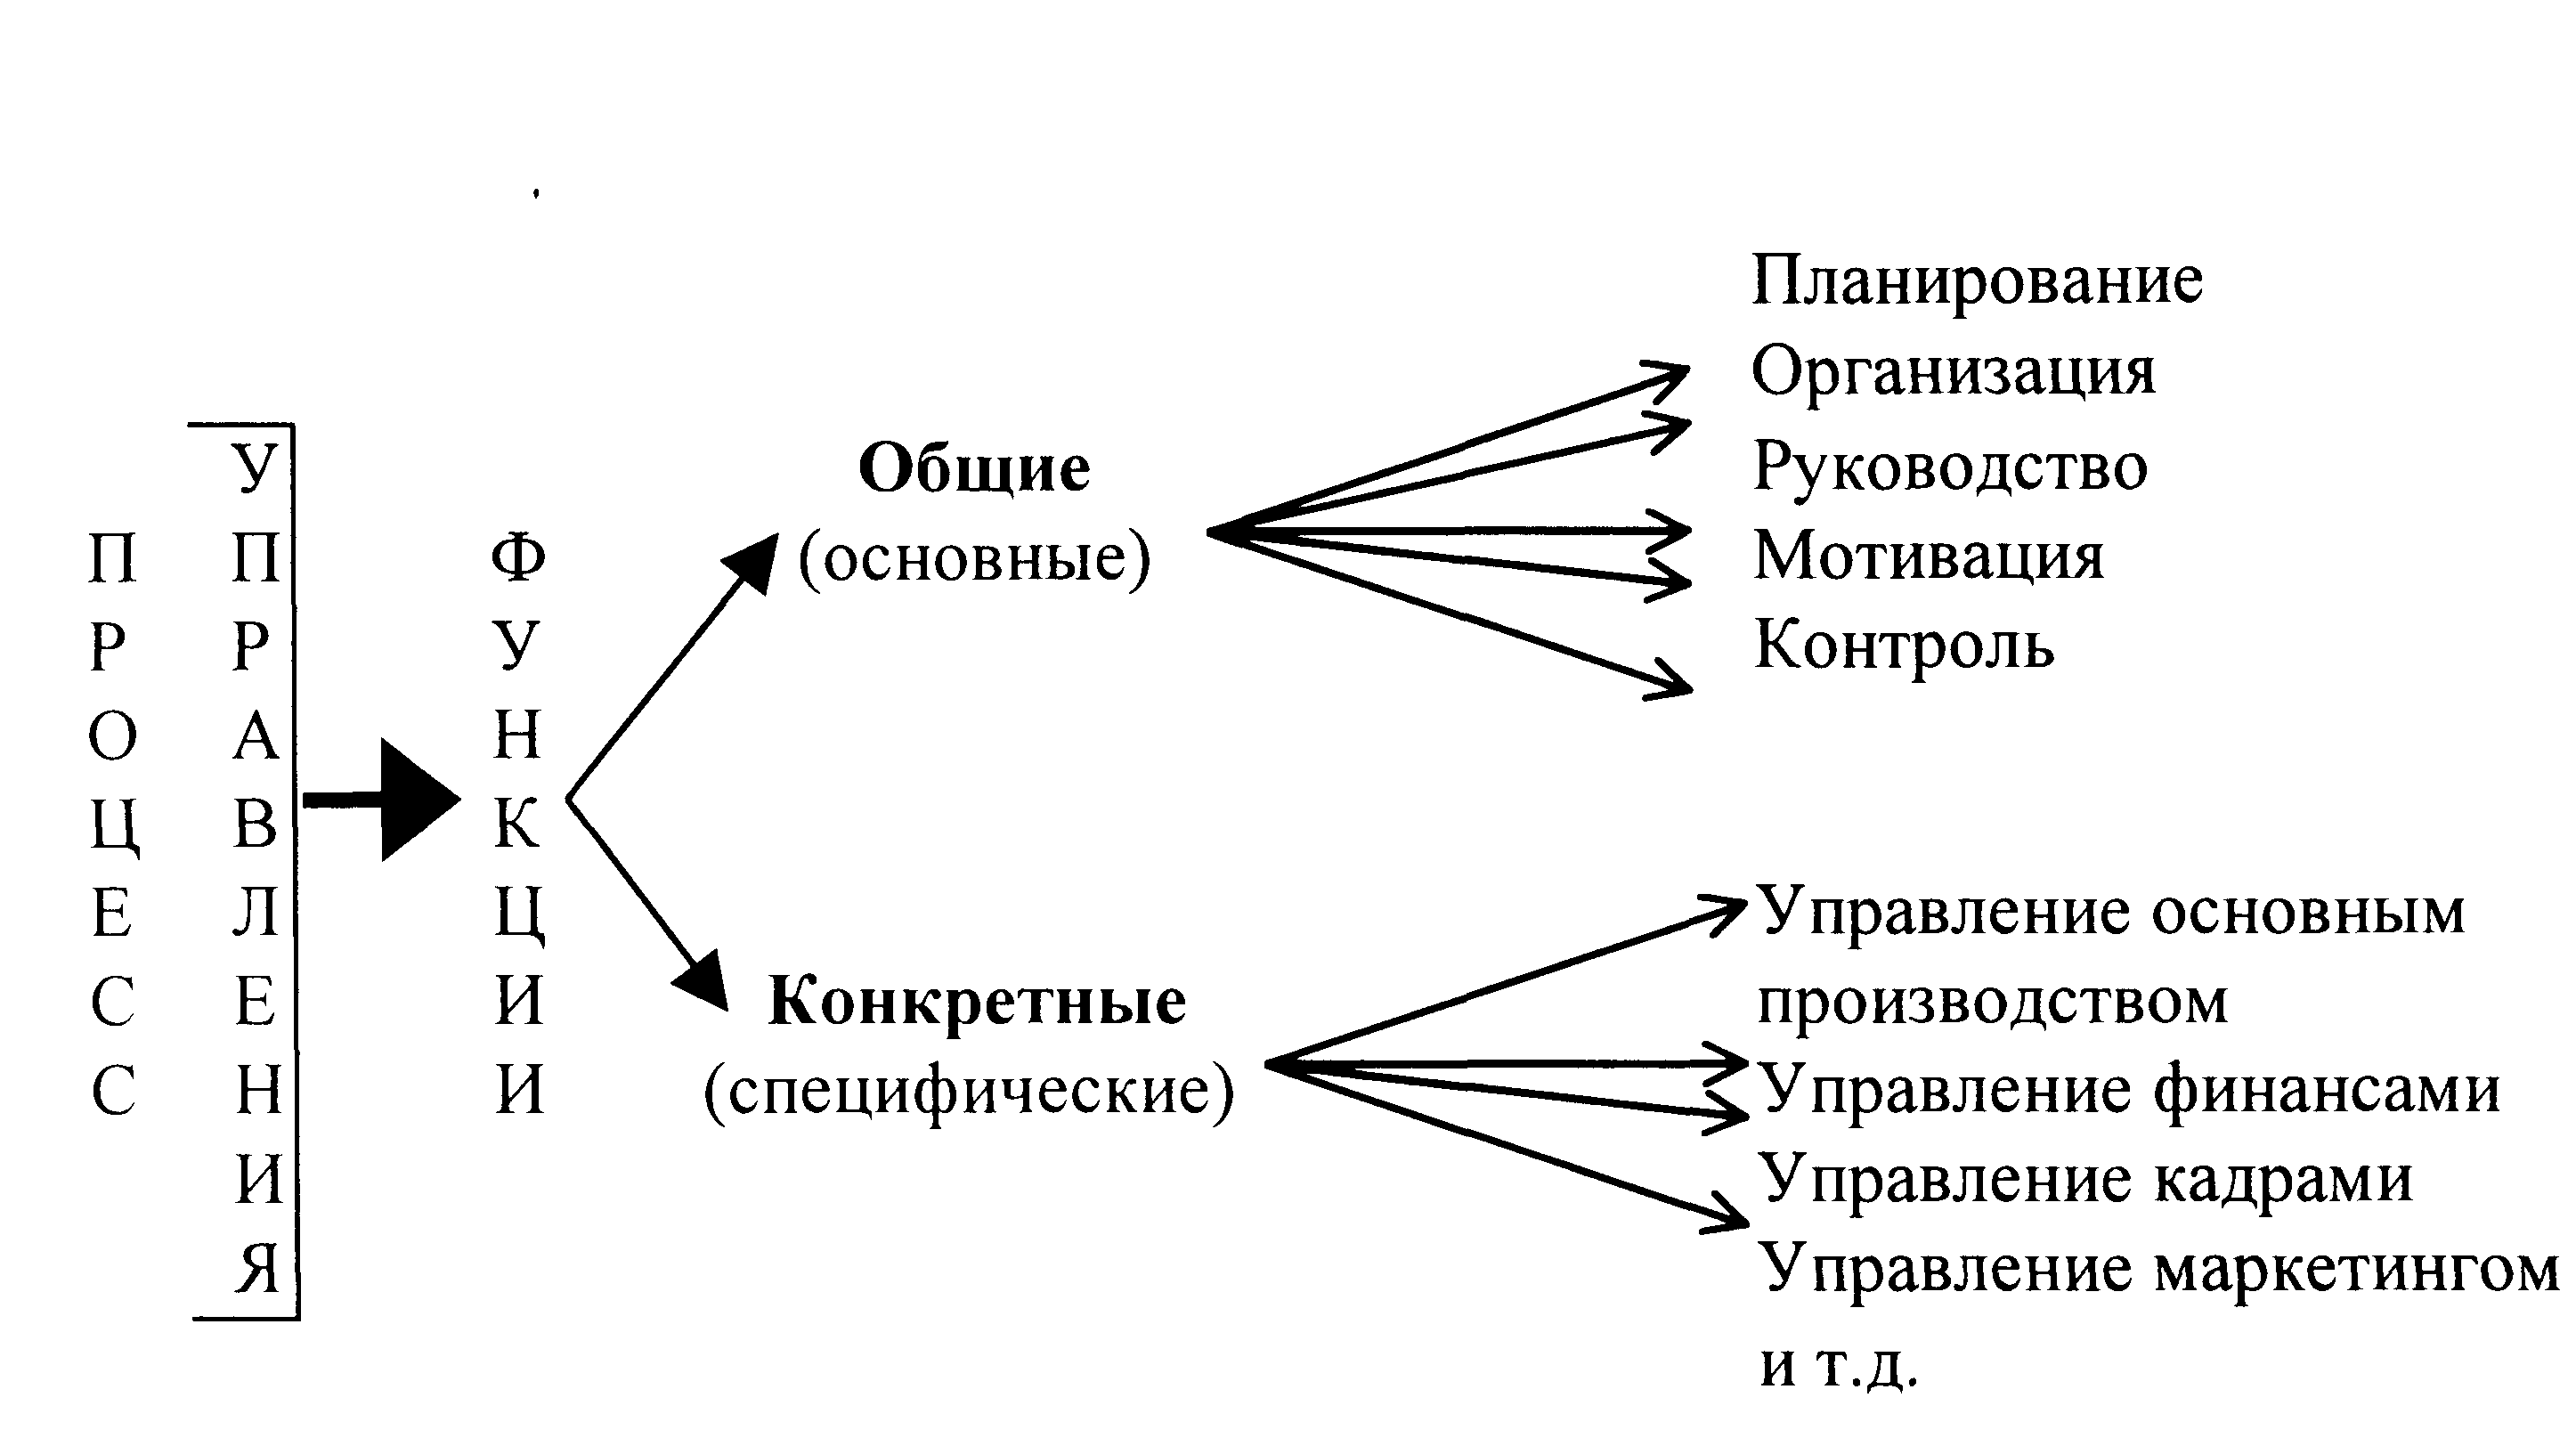 ПРОЦЕСС
УПРАВЛЕНИЯ
ФУНКЦИИ
Общие
(основные)
Планирование
Организация
Руководство
Мотивация
Контроль
Конкретные
(специфические)
Управление основным
производством
Управление финансами
Управление кадрами
Управление маркетингом
и т.д.